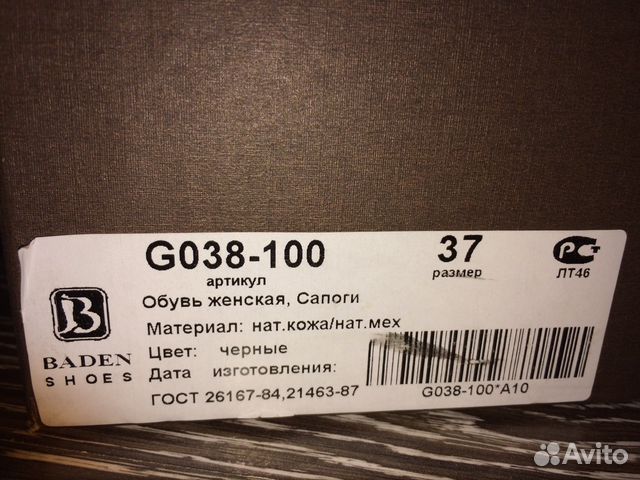 G038-100
артикул
37
размер
РСТ
ЛТ46
Обувь женская, Сапоги
Материал: нат.кожа/нат.мех
Цвет: черные
Дата изготовления:
ГОСТ 26167-84,21463-87
B
BADEN
SHOES
G038-100*A10
Avito